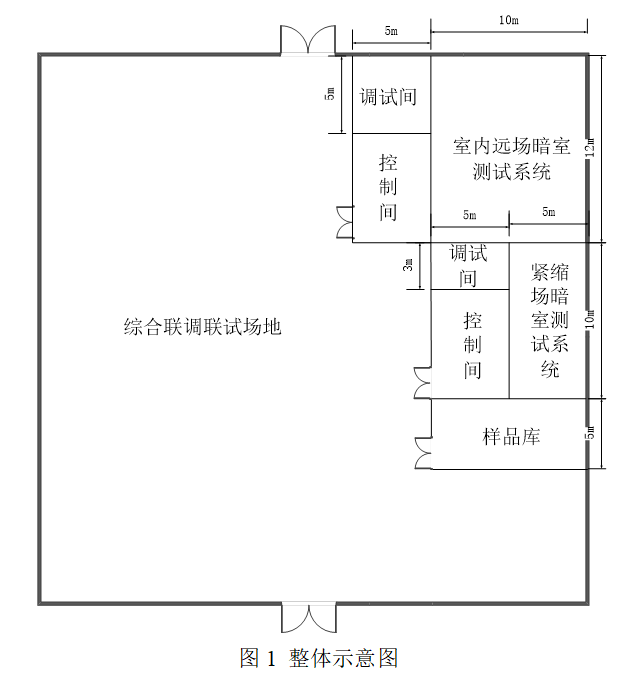 5m
10m
5m
调试间
室内远场暗室
测试系统
12m
控
制
间
5m
5m
3m
调试
间
紧缩
场暗
室测
试系
统
10m
综合联调联试场地
控
制
间
样品库
5m
图 1 整体示意图